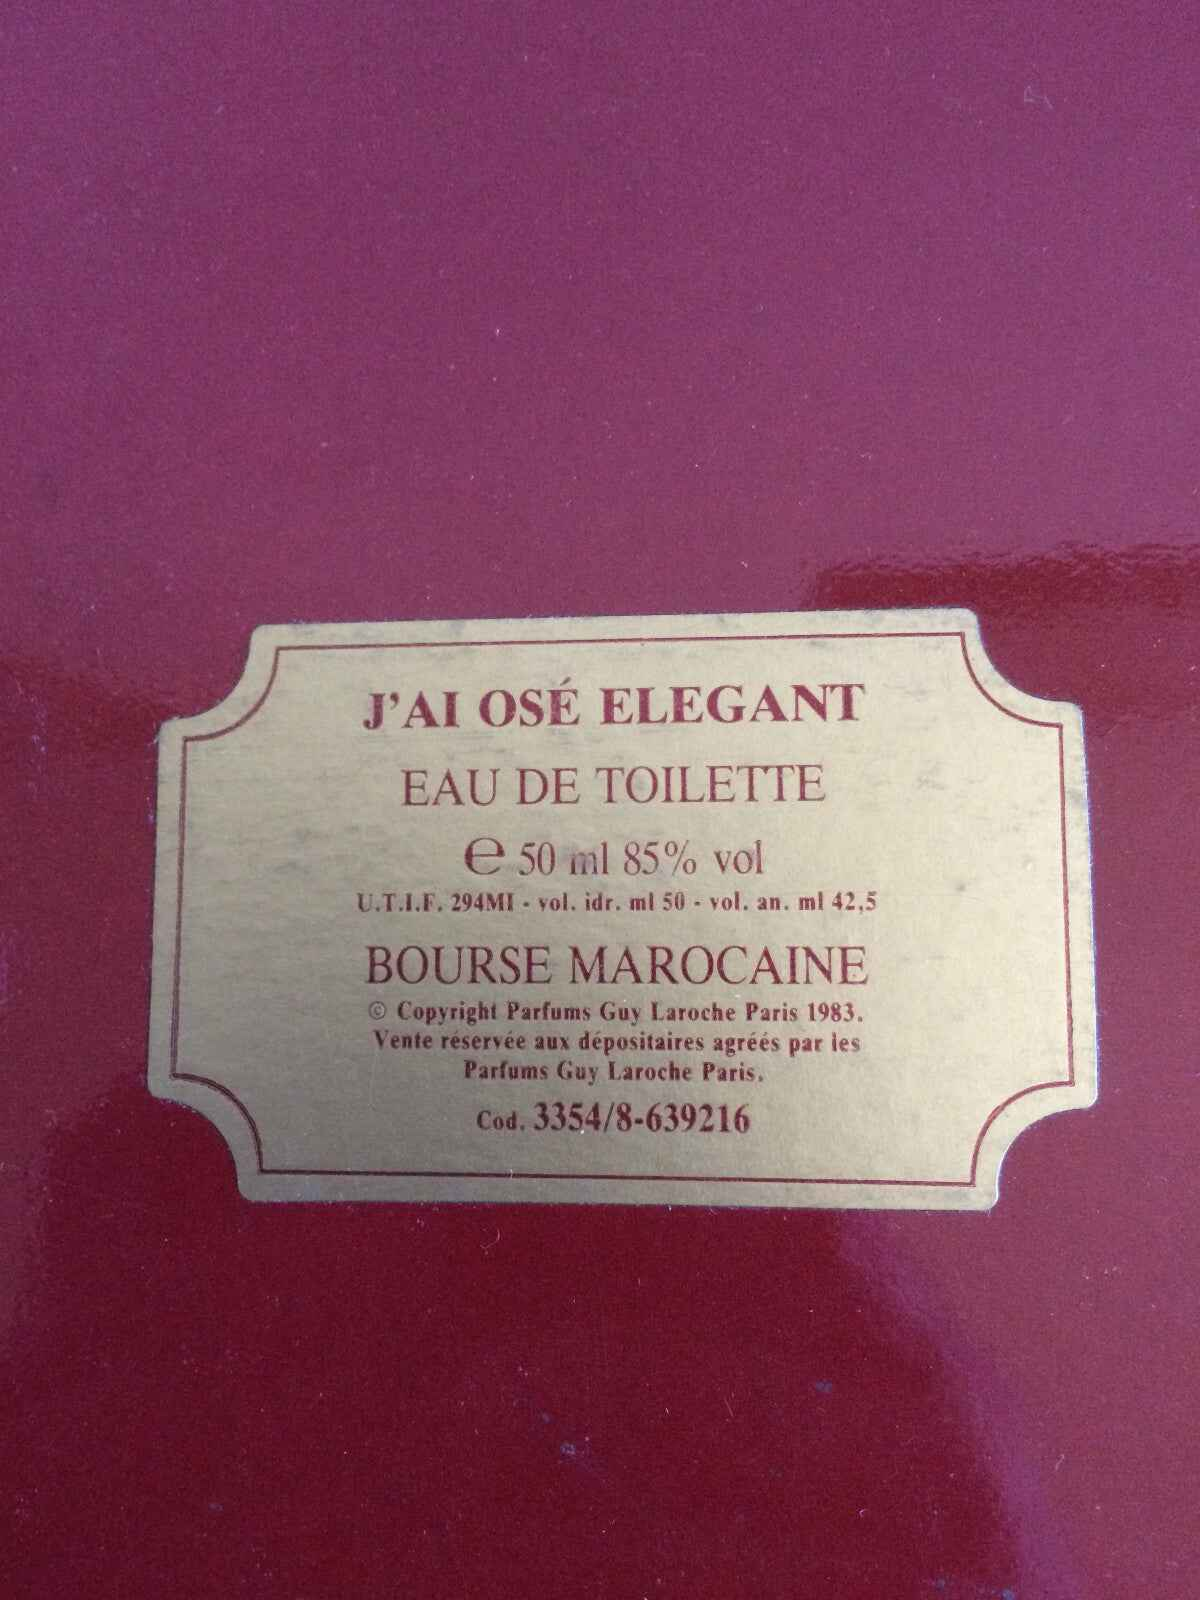 J'AI OSÉ ELEGANT
EAU DE TOILETTE
℮ 50 ml 85% vol
U.T.I.F. 294MI - vol. idr. ml 50 - vol. an. ml 42,5
BOURSE MAROCAINE
© Copyright Parfums Guy Laroche Paris 1983.
Vente réservée aux dépositaires agréés par les
Parfums Guy Laroche Paris.
Cod. 3354/8-639216